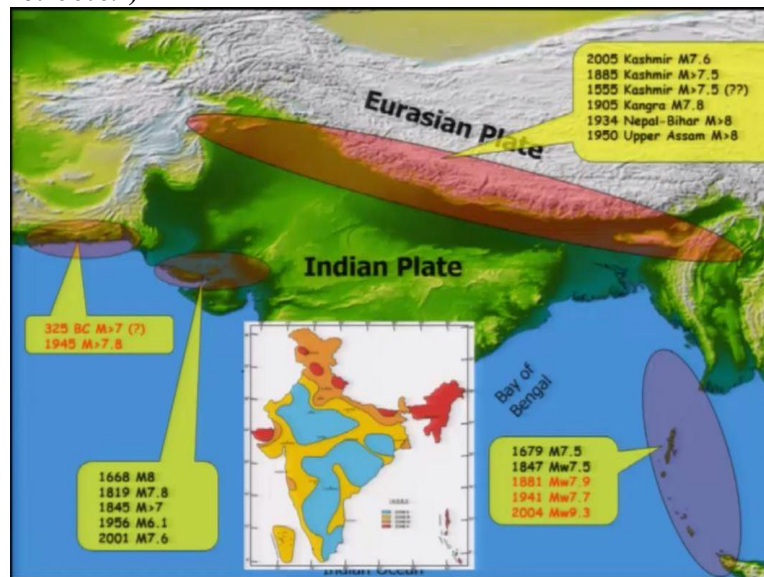 2005 Kashmir M7.6
1885 Kashmir M>7.5
1555 Kashmir M>7.5 (??)
1905 Kangra M7.8
1934 Nepal-Bihar M>8
1950 Upper Assam M>8
Eurasian Plate
Indian Plate
325 BC M>7 (?)
1945 M>7.8
Bay of
Bengal
1668 M8
1819 M7.8
1845 M>7
1956 M6.1
2001 M7.6
1679 M7.5
1847 Mw7.5
1881 Mw7.9
1941 Mw7.7
2004 Mw9.3
Indian Ocean